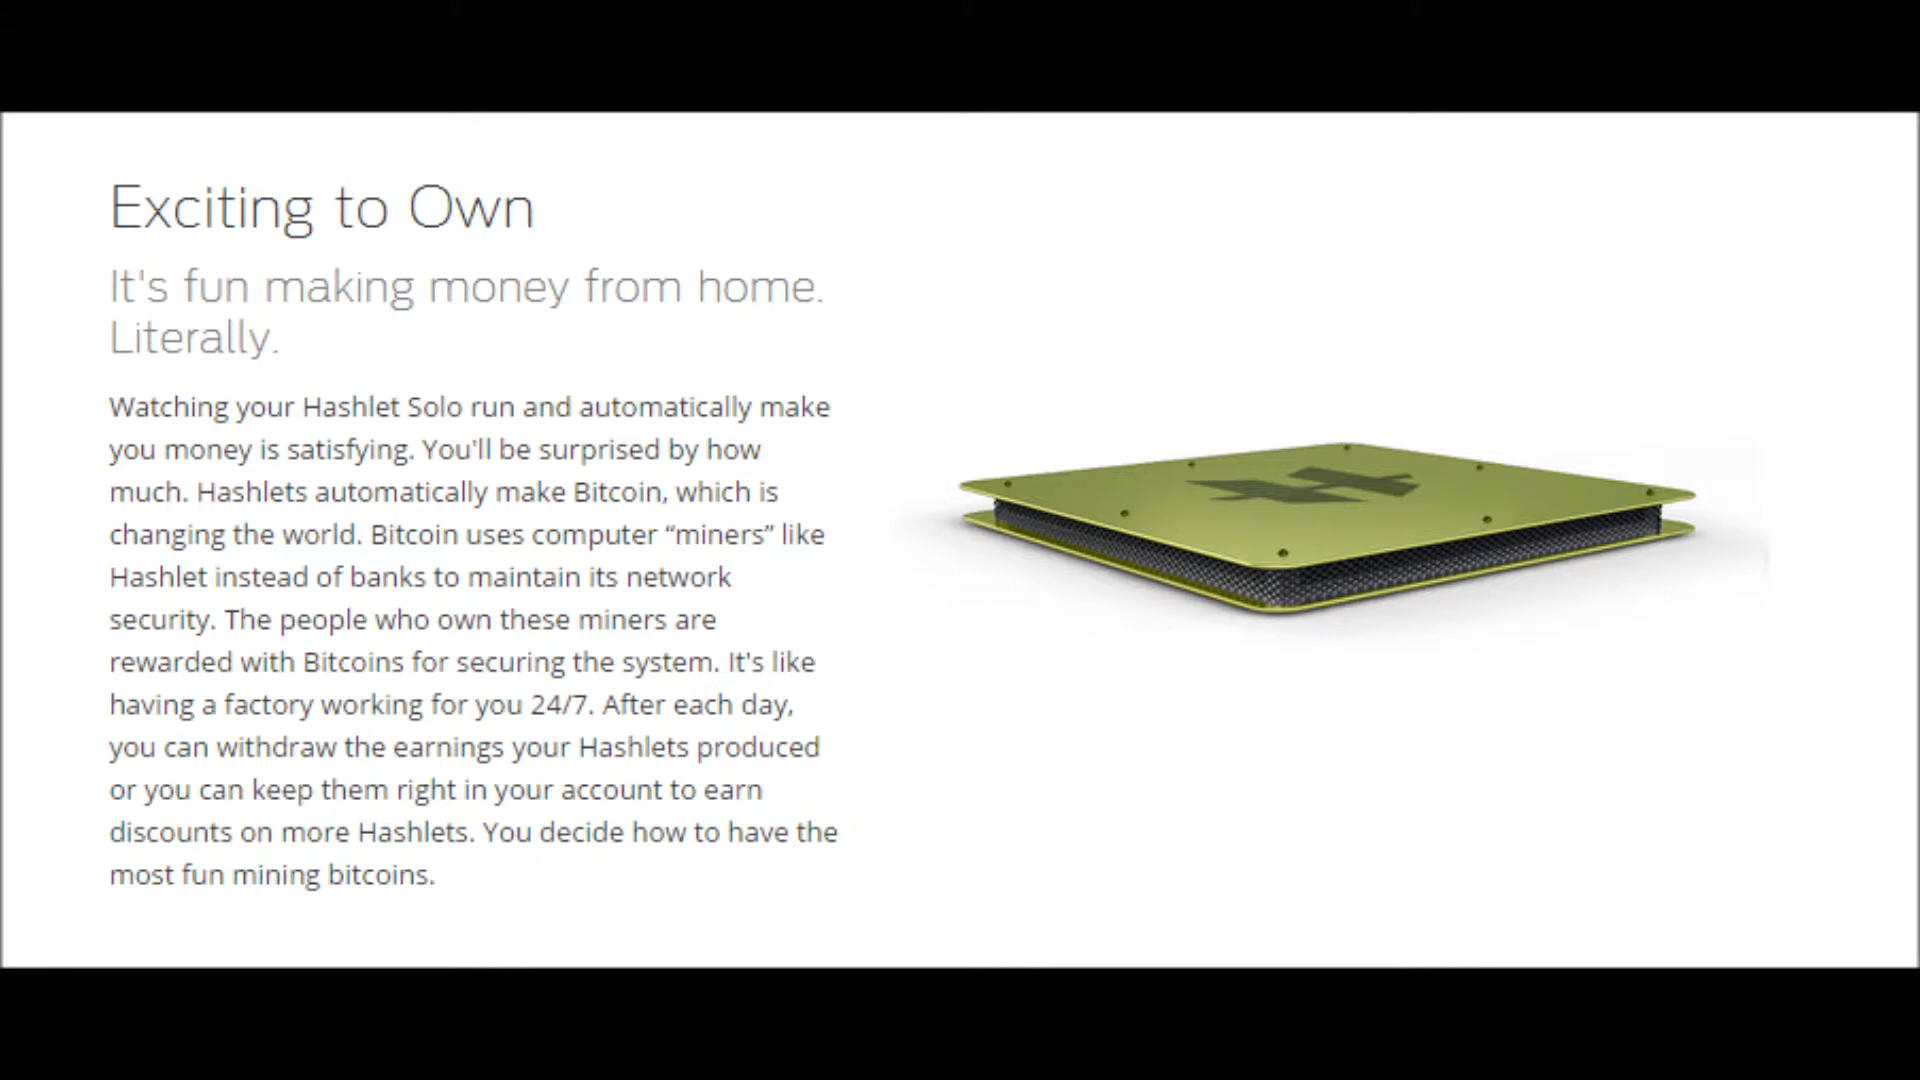 Exciting to Own
It's fun making money from home.
Literally.
Watching your Hashlet Solo run and automatically make
you money is satisfying. You'll be surprised by how
much. Hashlets automatically make Bitcoin, which is
changing the world. Bitcoin uses computer “miners” like
Hashlet instead of banks to maintain its network
security. The people who own these miners are
rewarded with Bitcoins for securing the system. It's like
having a factory working for you 24/7. After each day,
you can withdraw the earnings your Hashlets produced
or you can keep them right in your account to earn
discounts on more Hashlets. You decide how to have the
most fun mining bitcoins.